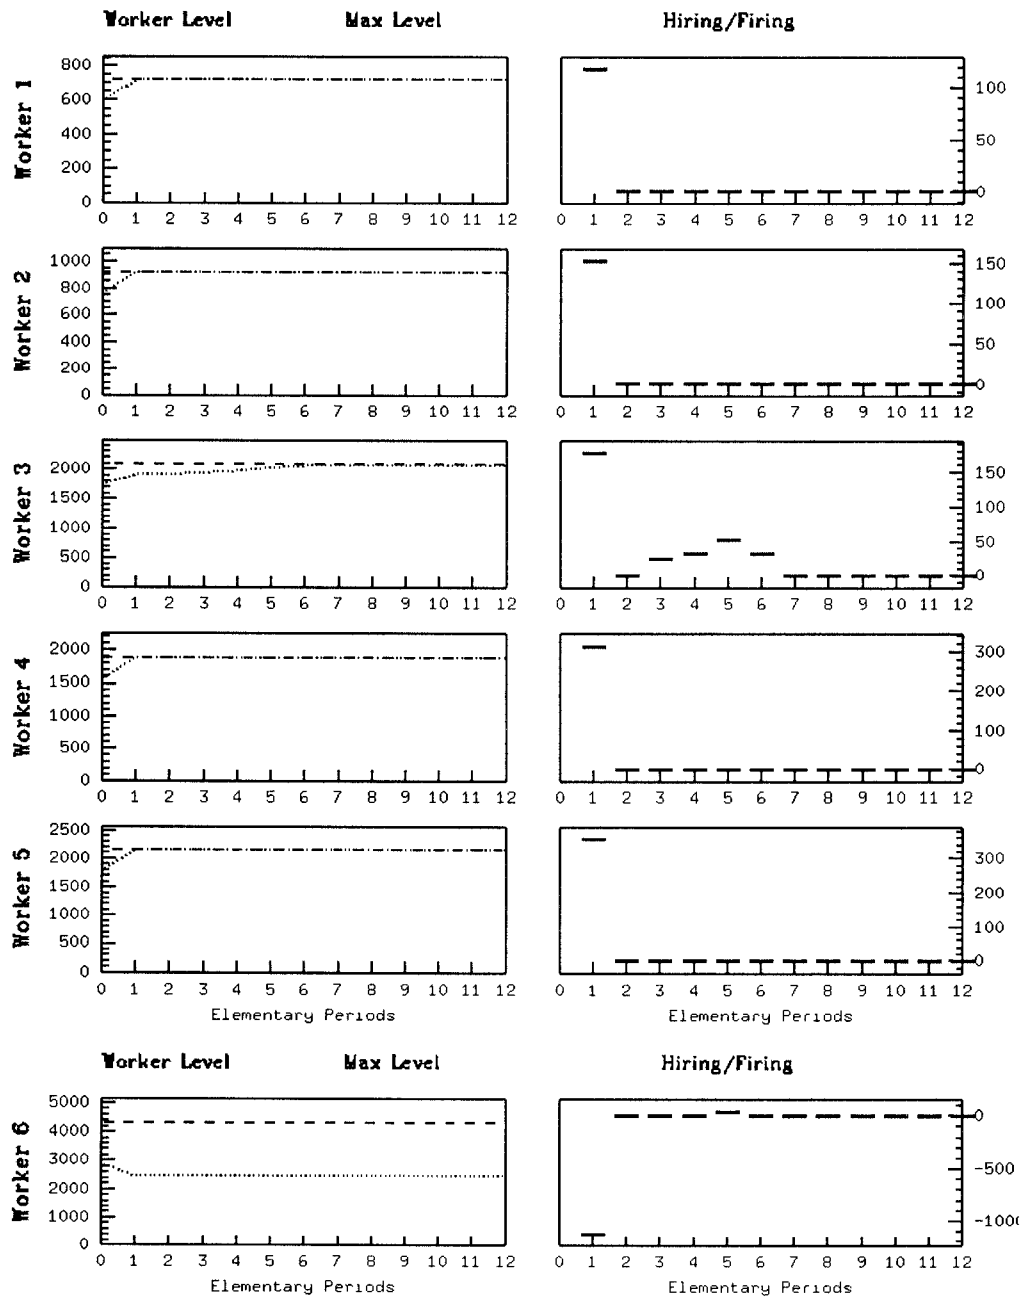 Worker Level Max Level Hiring/Firing
Worker 1
800
600
400
200
0
0 1 2 3 4 5 6 7 8 9 10 11 12
100
50
0
0 1 2 3 4 5 6 7 8 9 10 11 12
Worker 2
1000
800
600
400
200
0
0 1 2 3 4 5 6 7 8 9 10 11 12
150
100
50
0
0 1 2 3 4 5 6 7 8 9 10 11 12
Worker 3
2000
1500
1000
500
0
0 1 2 3 4 5 6 7 8 9 10 11 12
150
100
50
0
0 1 2 3 4 5 6 7 8 9 10 11 12
Worker 4
2000
1500
1000
500
0
0 1 2 3 4 5 6 7 8 9 10 11 12
300
200
100
0
0 1 2 3 4 5 6 7 8 9 10 11 12
Worker 5
2500
2000
1500
1000
500
0
0 1 2 3 4 5 6 7 8 9 10 11 12
Elementary Periods
300
200
100
0
0 1 2 3 4 5 6 7 8 9 10 11 12
Elementary Periods
Worker Level Max Level Hiring/Firing
Worker 6
5000
4000
3000
2000
1000
0
0 1 2 3 4 5 6 7 8 9 10 11 12
Elementary Periods
0
-500
-1000
0 1 2 3 4 5 6 7 8 9 10 11 12
Elementary Periods